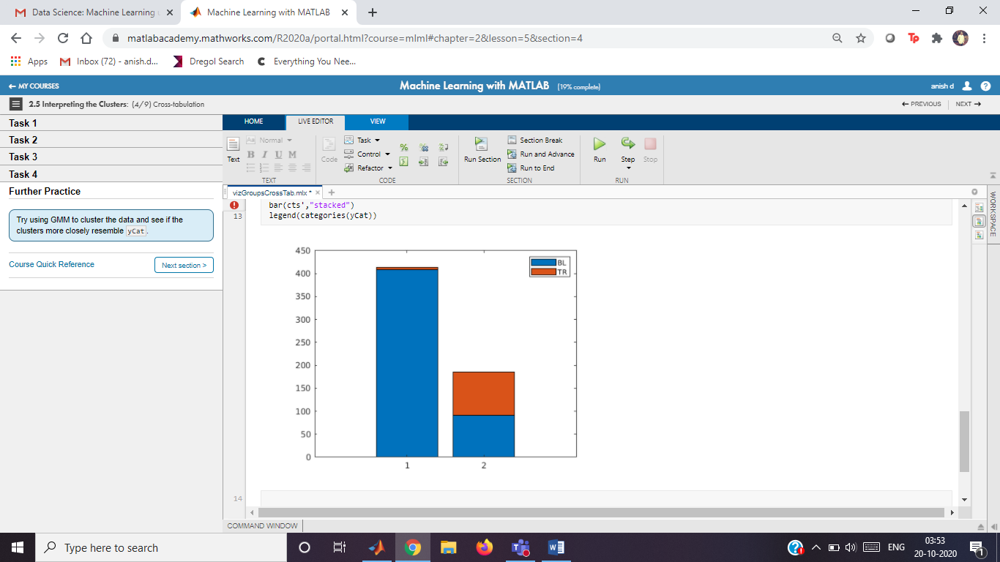 Data Science: Machine Learning
Machine Learning with MATLAB
matlabacademy.mathworks.com/R2020a/portal.html?course=mlml#chapter=2&lesson=5&section=4
Apps
Inbox (72) - anish.d...
Dregol Search
Everything You Nee...
← MY COURSES
Machine Learning with MATLAB (19% complete)
anish d
2.5 Interpreting the Clusters: (4/9) Cross-tabulation
← PREVIOUS
NEXT →
Task 1
Task 2
Task 3
Task 4
Further Practice
Try using GMM to cluster the data and see if the
clusters more closely resemble yCat.
Course Quick Reference
Next section >
HOME
LIVE EDITOR
VIEW
Text
Aa Normal
B I U M
TEXT
Code
Task
Control
Refactor
CODE
Run Section
Section Break
Run and Advance
Run to End
SECTION
Run
Step
Stop
RUN
vizGroupsCrossTab.mlx *
WORKSPACE
bar(cts',"stacked")
13
legend(categories(yCat))
450
400
350
300
250
200
150
100
50
0
1
2
BL
TR
14
COMMAND WINDOW
Type here to search
ENG
03:53
20-10-2020
1